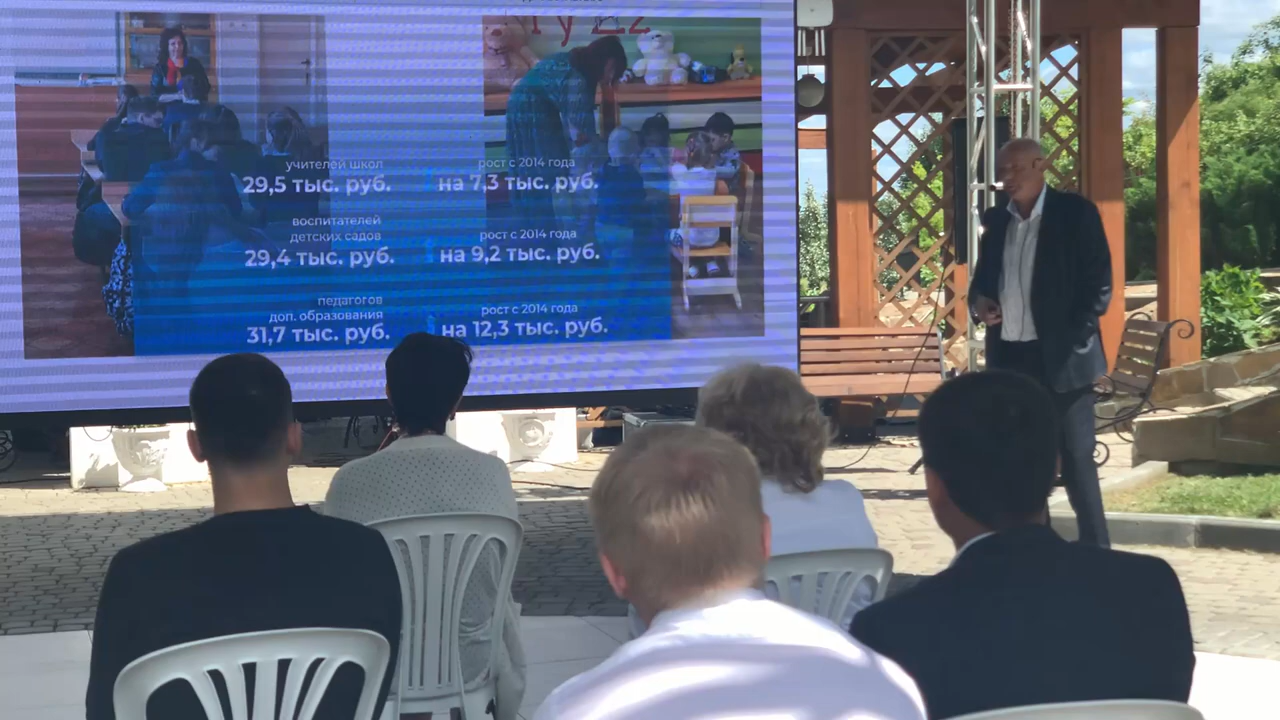 учителей школ
29,5 тыс. руб.
рост с 2014 года
на 7,3 тыс. руб.
воспитателей
детских садов
29,4 тыс. руб.
рост с 2014 года
на 9,2 тыс. руб.
педагогов
доп. образования
31,7 тыс. руб.
рост с 2014 года
на 12,3 тыс. руб.